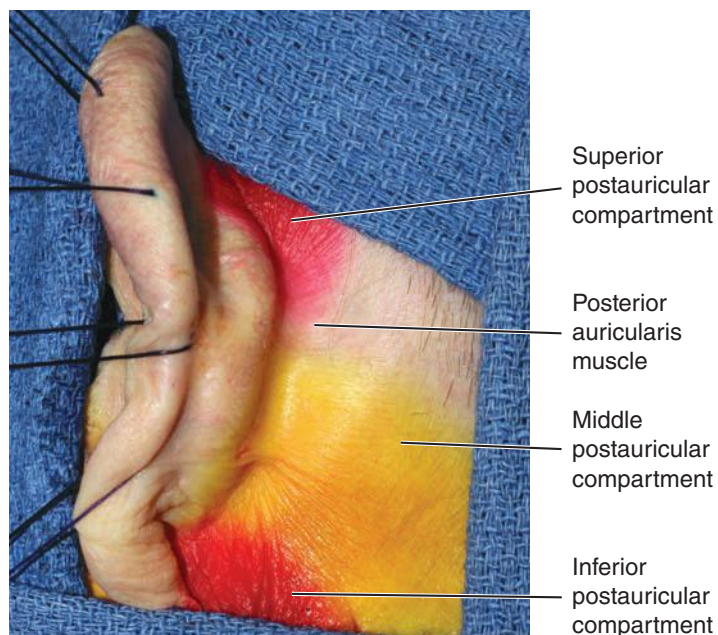 Superior
postauricular
compartment
Posterior
auricularis
muscle
Middle
postauricular
compartment
Inferior
postauricular
compartment